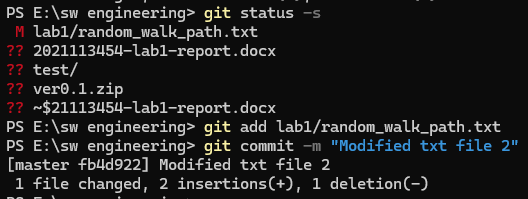 PS E:\sw engineering> git status -s
 M lab1/random_walk_path.txt
?? 2021113454-lab1-report.docx
?? test/
?? ver0.1.zip
?? ~$21113454-lab1-report.docx
PS E:\sw engineering> git add lab1/random_walk_path.txt
PS E:\sw engineering> git commit -m "Modified txt file 2"
[master fb4d922] Modified txt file 2
 1 file changed, 2 insertions(+), 1 deletion(-)